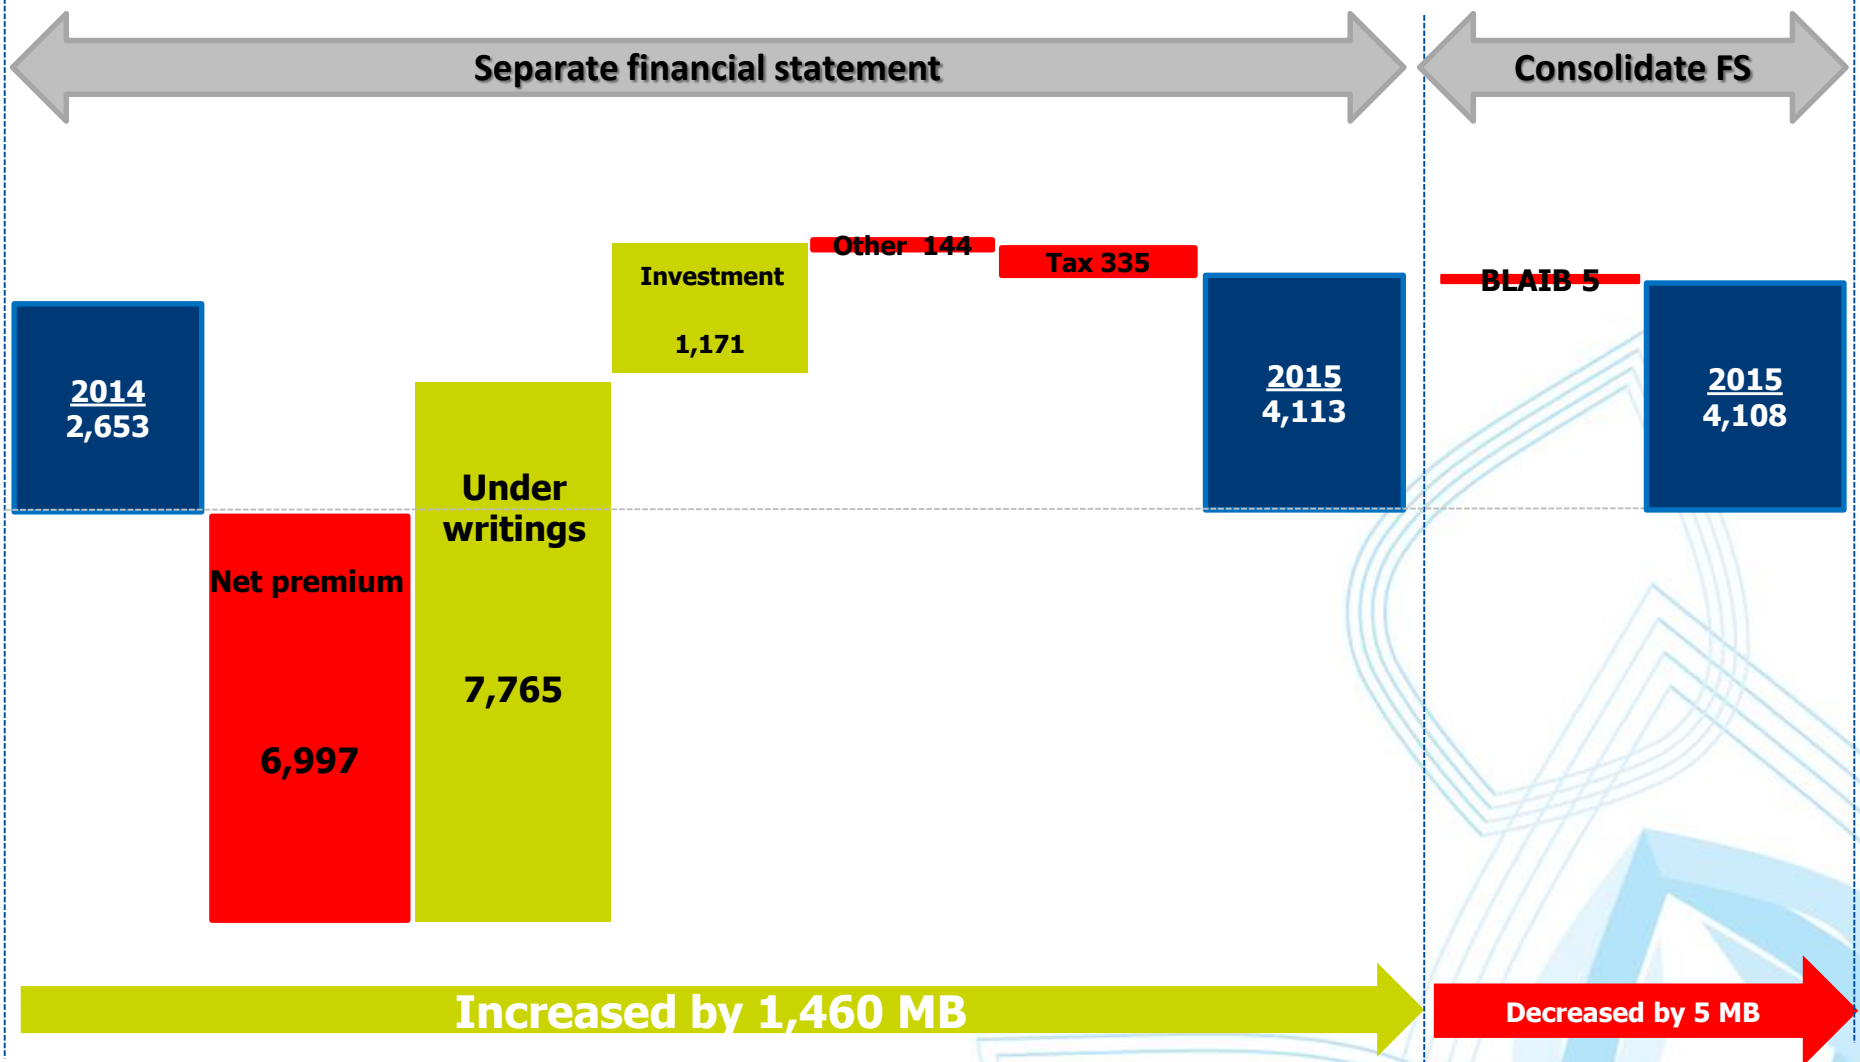 Separate financial statement
Consolidate FS
2014
2,653
Net premium
6,997
Under
writings
7,765
Investment
1,171
Other 144
Tax 335
2015
4,113
BLAIB 5
2015
4,108
Increased by 1,460 MB
Decreased by 5 MB